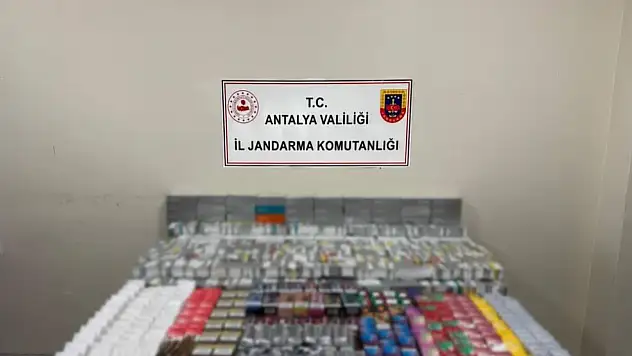 T.C.
ANTALYA VALİLİĞİ
İL JANDARMA KOMUTANLIĞI